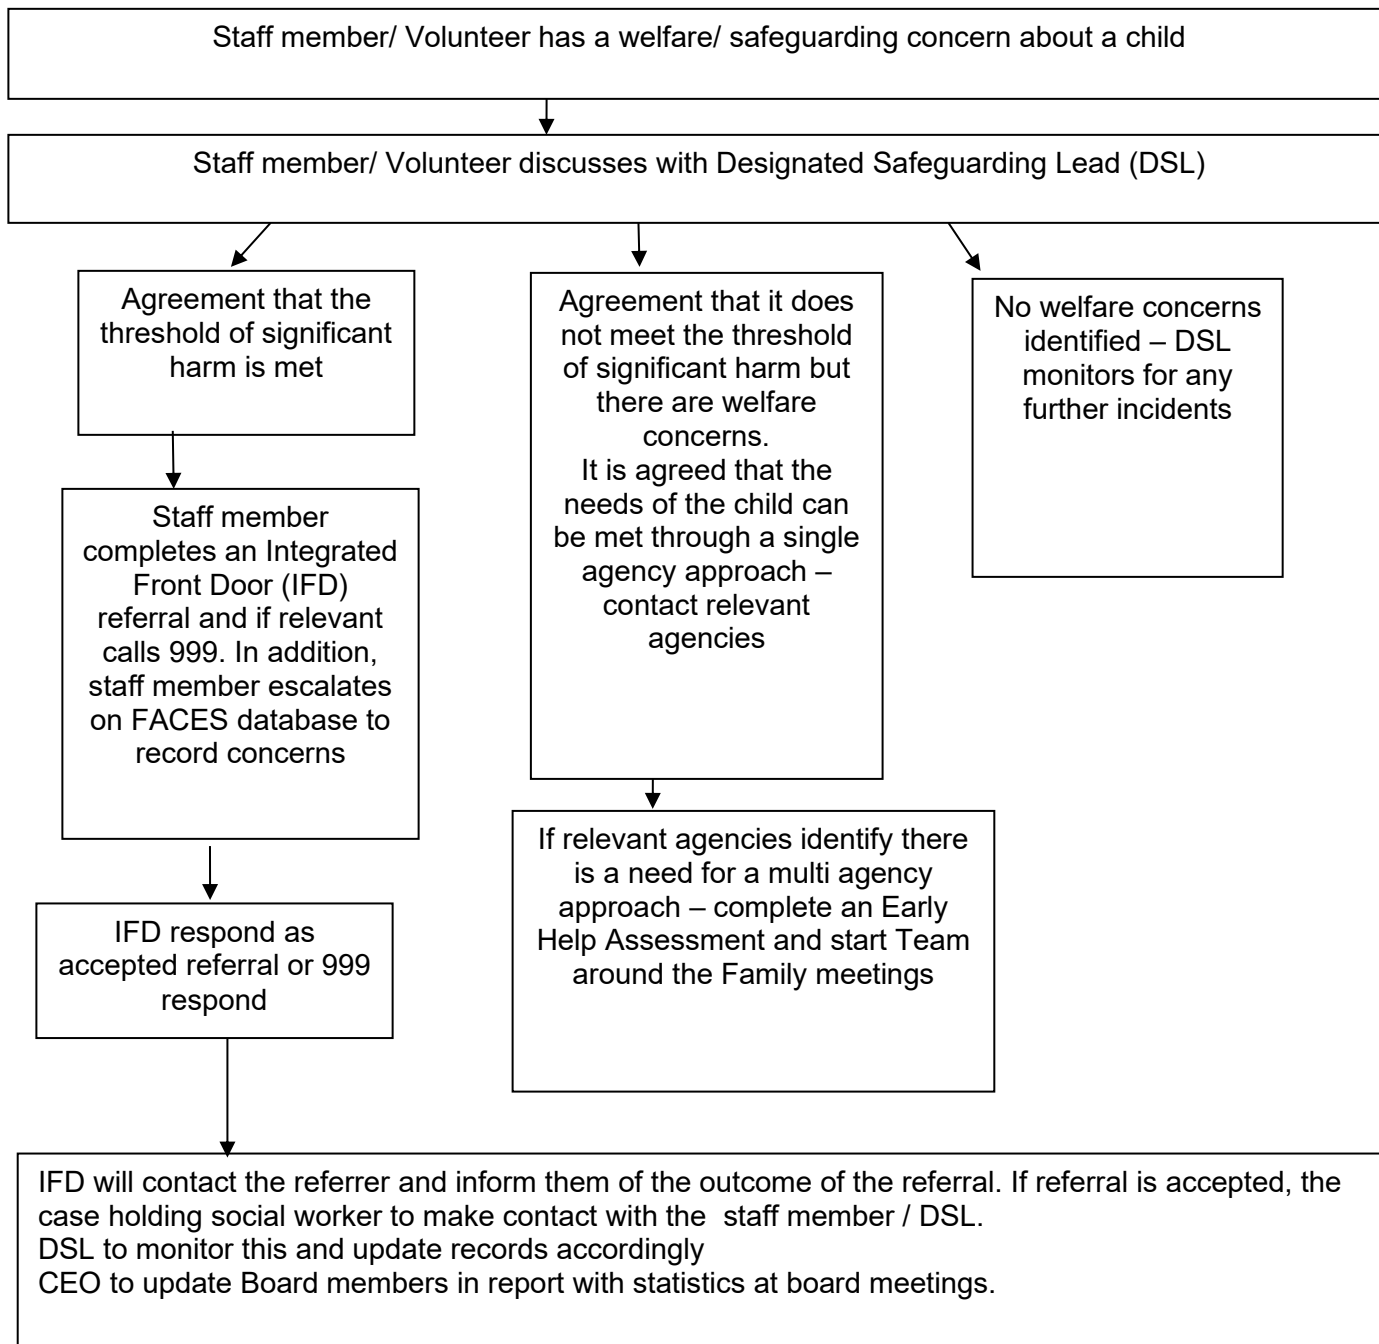 Staff member/ Volunteer has a welfare/ safeguarding concern about a child
Staff member/ Volunteer discusses with Designated Safeguarding Lead (DSL)
Agreement that the
threshold of significant
harm is met
Agreement that it does
not meet the threshold
of significant harm but
there are welfare
concerns.
It is agreed that the
needs of the child can
be met through a single
agency approach –
contact relevant
agencies
No welfare concerns
identified – DSL
monitors for any
further incidents
Staff member
completes an Integrated
Front Door (IFD)
referral and if relevant
calls 999. In addition,
staff member escalates
on FACES database to
record concerns
If relevant agencies identify there
is a need for a multi agency
approach – complete an Early
Help Assessment and start Team
around the Family meetings
IFD respond as
accepted referral or 999
respond
IFD will contact the referrer and inform them of the outcome of the referral. If referral is accepted, the
case holding social worker to make contact with the  staff member / DSL.
DSL to monitor this and update records accordingly
CEO to update Board members in report with statistics at board meetings.